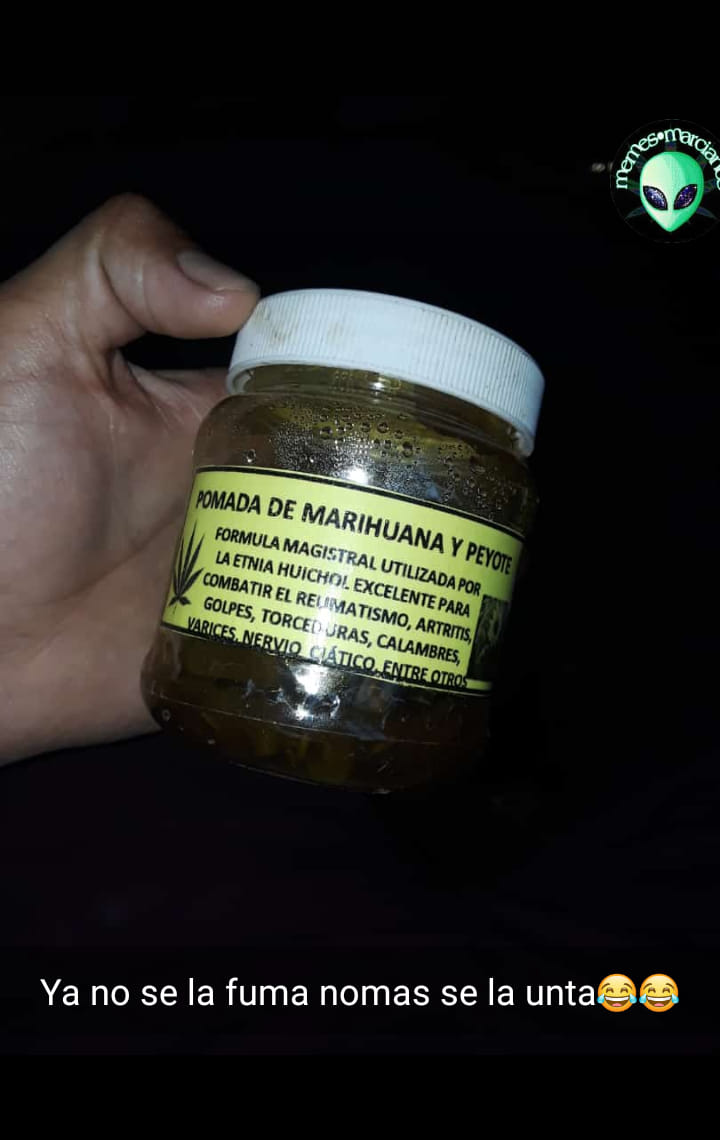 memes•marciano
POMADA DE MARIHUANA Y PEYOTE
FORMULA MAGISTRAL UTILIZADA POR
LA ETNIA HUICHOL EXCELENTE PARA
COMBATIR EL REUMATISMO, ARTRITIS,
GOLPES, TORCEDURAS, CALAMBRES,
VARICES, NERVIO CIÁTICO, ENTRE OTROS
Ya no se la fuma nomas se la unta😂😂